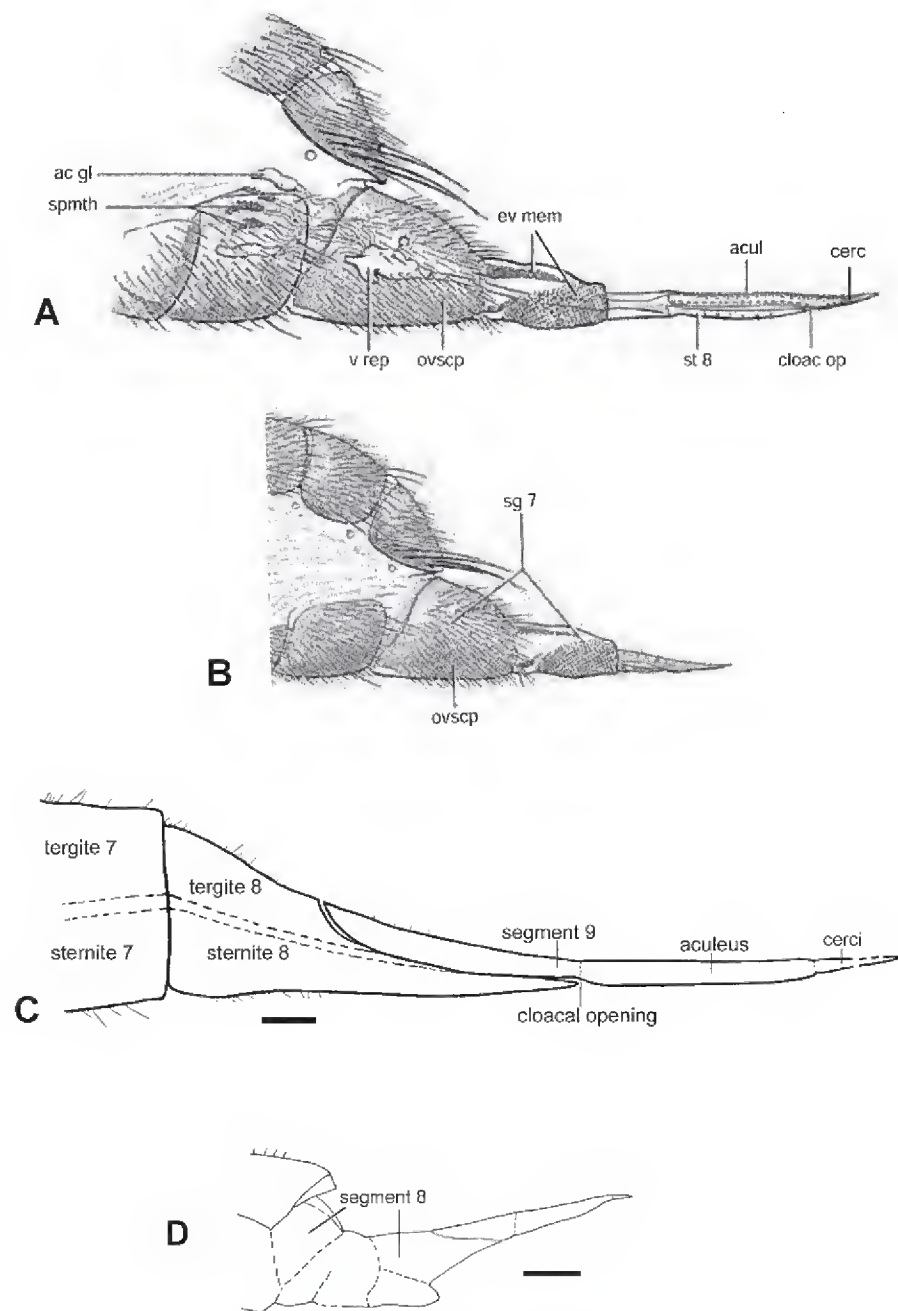 ac gl
spmth
ev mem
acul
cerc
A
v rep
ovscp
st 8
cloac op
sg 7
B
ovscp
tergite 7
tergite 8
segment 9
aculeus
cerci
sternite 7
sternite 8
C
cloacal opening
segment 8
D